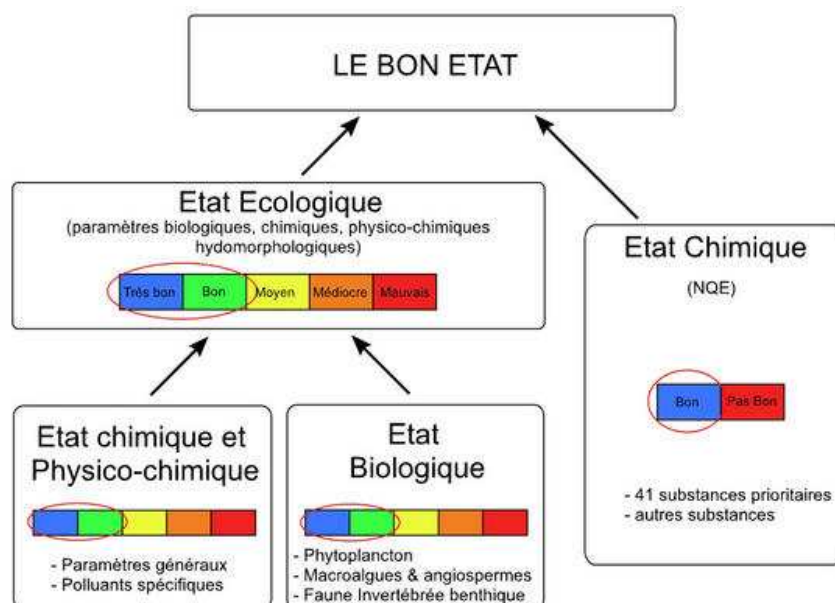 LE BON ETAT
Etat Ecologique
(paramètres biologiques, chimiques, physico-chimiques
hydomorphologiques)
Très bon
Bon
Moyen
Médiocre
Mauvais
Etat Chimique
(NQE)
Bon
Pas Bon
- 41 substances prioritaires
- autres substances
Etat chimique et
Physico-chimique
- Paramètres généraux
- Polluants spécifiques
Etat
Biologique
- Phytoplancton
- Macroalgues & angiospermes
- Faune Invertébrée benthique